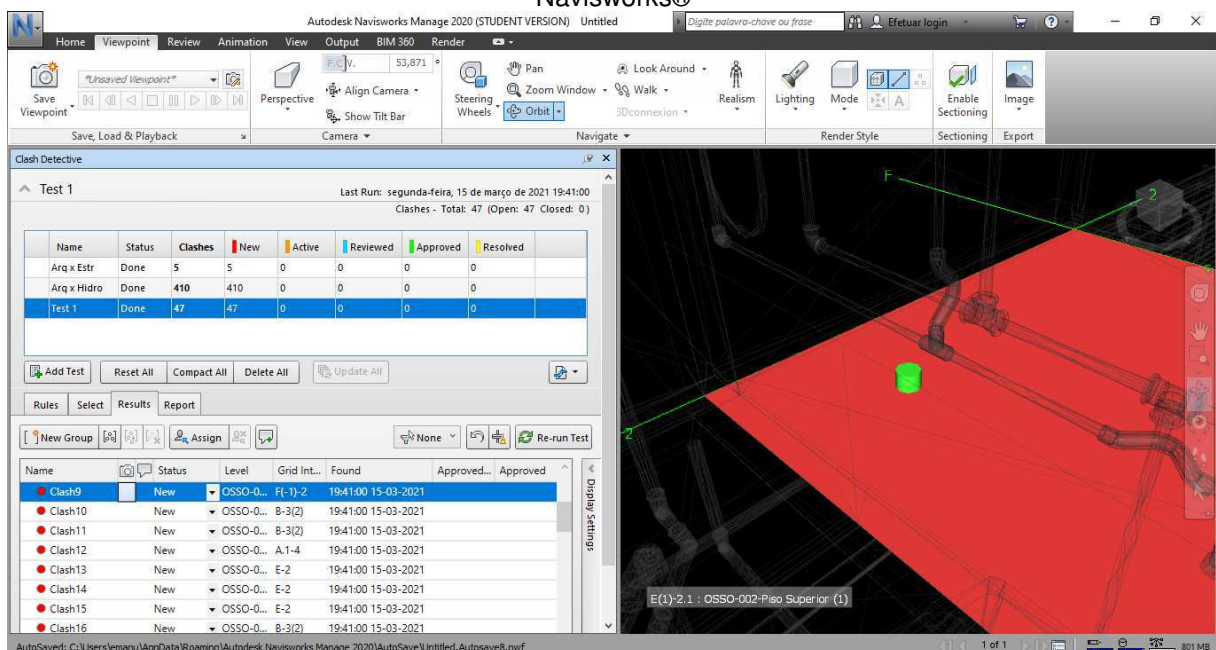 Navisworks®
Autodesk Navisworks Manage 2020 (STUDENT VERSION) Untitled
Digite palavra-chave ou frase
Efetuar login
Home Viewpoint Review Animation View Output BIM 360 Render
"Unsaved Viewpoint"
Save Viewpoint
Perspective
F.O.V. 53,871 °
Align Camera
Show Tilt Bar
Steering Wheels
Pan
Zoom Window
Orbit
Look Around
Walk
3Dconnexion
Realism
Lighting
Mode
Enable Sectioning
Image
Save, Load & Playback
Camera
Navigate
Render Style
Sectioning
Export
Clash Detective
Test 1
Last Run: segunda-feira, 15 de março de 2021 19:41:00
Clashes - Total: 47 (Open: 47 Closed: 0)
Name Status Clashes New Active Reviewed Approved Resolved
Arq x Estr Done 5 5 0 0 0 0
Arq x Hidro Done 410 410 0 0 0 0
Test 1 Done 47 47 0 0 0 0
Add Test Reset All Compact All Delete All Update All
Rules Select Results Report
New Group Assign None Re-run Test
Name Status Level Grid Int... Found Approved... Approved
Clash9 New OSSO-0... F(-1)-2 19:41:00 15-03-2021
Clash10 New OSSO-0... B-3(2) 19:41:00 15-03-2021
Clash11 New OSSO-0... B-3(2) 19:41:00 15-03-2021
Clash12 New OSSO-0... A.1-4 19:41:00 15-03-2021
Clash13 New OSSO-0... E-2 19:41:00 15-03-2021
Clash14 New OSSO-0... E-2 19:41:00 15-03-2021
Clash15 New OSSO-0... E-2 19:41:00 15-03-2021
Clash16 New OSSO-0... B-3(2) 19:41:00 15-03-2021
Display Settings
F
2
2
E(1)-2.1 : OSSO-002-Piso Superior (1)
AutoSaved: C:\Users\emanu\AppData\Roaming\Autodesk Navisworks Manage 2020\AutoSave\Untitled.Autosave8.nwf
1 of 1
801 MB